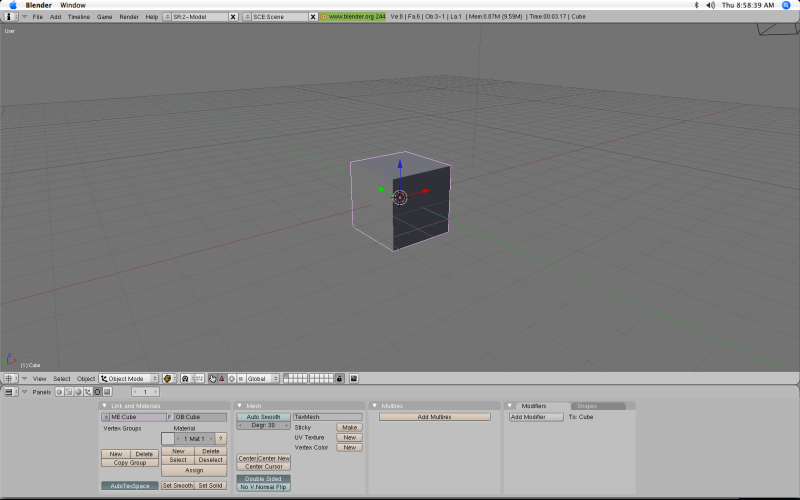 Blender Window Thu 8:58:39 AM
File Add Timeline Game Render Help SR:2-Model SCE:Scene www.blender.org 244 Ve:8 | Fa:6 | Ob:3-1 | La:1 | Mem:0.07M (9.59M) | Time:00:03:17 | Cube
User
(1) Cube
View Select Object Object Mode Global
Panels 1
Link and Materials Mesh Multires Modifiers Shapes
ME:Cube F OB:Cube
Vertex Groups Material
1 Mat 1 ?
New Delete New Delete
Copy Group Select Deselect
Assign
AutoTexSpace Set Smooth Set Solid
Auto Smooth
Degr: 30
TexMesh:
Sticky Make
UV Texture New
Vertex Color New
Center Center New
Center Cursor
Double Sided
No V.Normal Flip
Add Multires
Add Modifier To: Cube